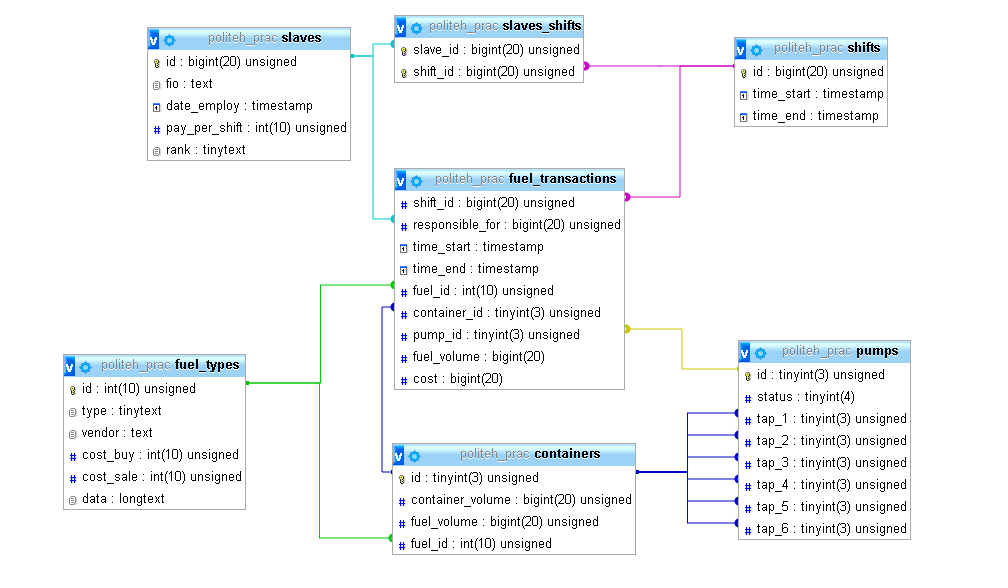 v politeh_prac slaves
id : bigint(20) unsigned
fio : text
date_employ : timestamp
# pay_per_shift : int(10) unsigned
rank : tinytext
v politeh_prac slaves_shifts
slave_id : bigint(20) unsigned
shift_id : bigint(20) unsigned
v politeh_prac shifts
id : bigint(20) unsigned
time_start : timestamp
time_end : timestamp
v politeh_prac fuel_transactions
# shift_id : bigint(20) unsigned
# responsible_for : bigint(20) unsigned
time_start : timestamp
time_end : timestamp
# fuel_id : int(10) unsigned
# container_id : tinyint(3) unsigned
# pump_id : tinyint(3) unsigned
# fuel_volume : bigint(20)
# cost : bigint(20)
v politeh_prac fuel_types
id : int(10) unsigned
type : tinytext
vendor : text
# cost_buy : int(10) unsigned
# cost_sale : int(10) unsigned
data : longtext
v politeh_prac containers
id : tinyint(3) unsigned
# container_volume : bigint(20) unsigned
# fuel_volume : bigint(20) unsigned
# fuel_id : int(10) unsigned
v politeh_prac pumps
id : tinyint(3) unsigned
# status : tinyint(4)
# tap_1 : tinyint(3) unsigned
# tap_2 : tinyint(3) unsigned
# tap_3 : tinyint(3) unsigned
# tap_4 : tinyint(3) unsigned
# tap_5 : tinyint(3) unsigned
# tap_6 : tinyint(3) unsigned